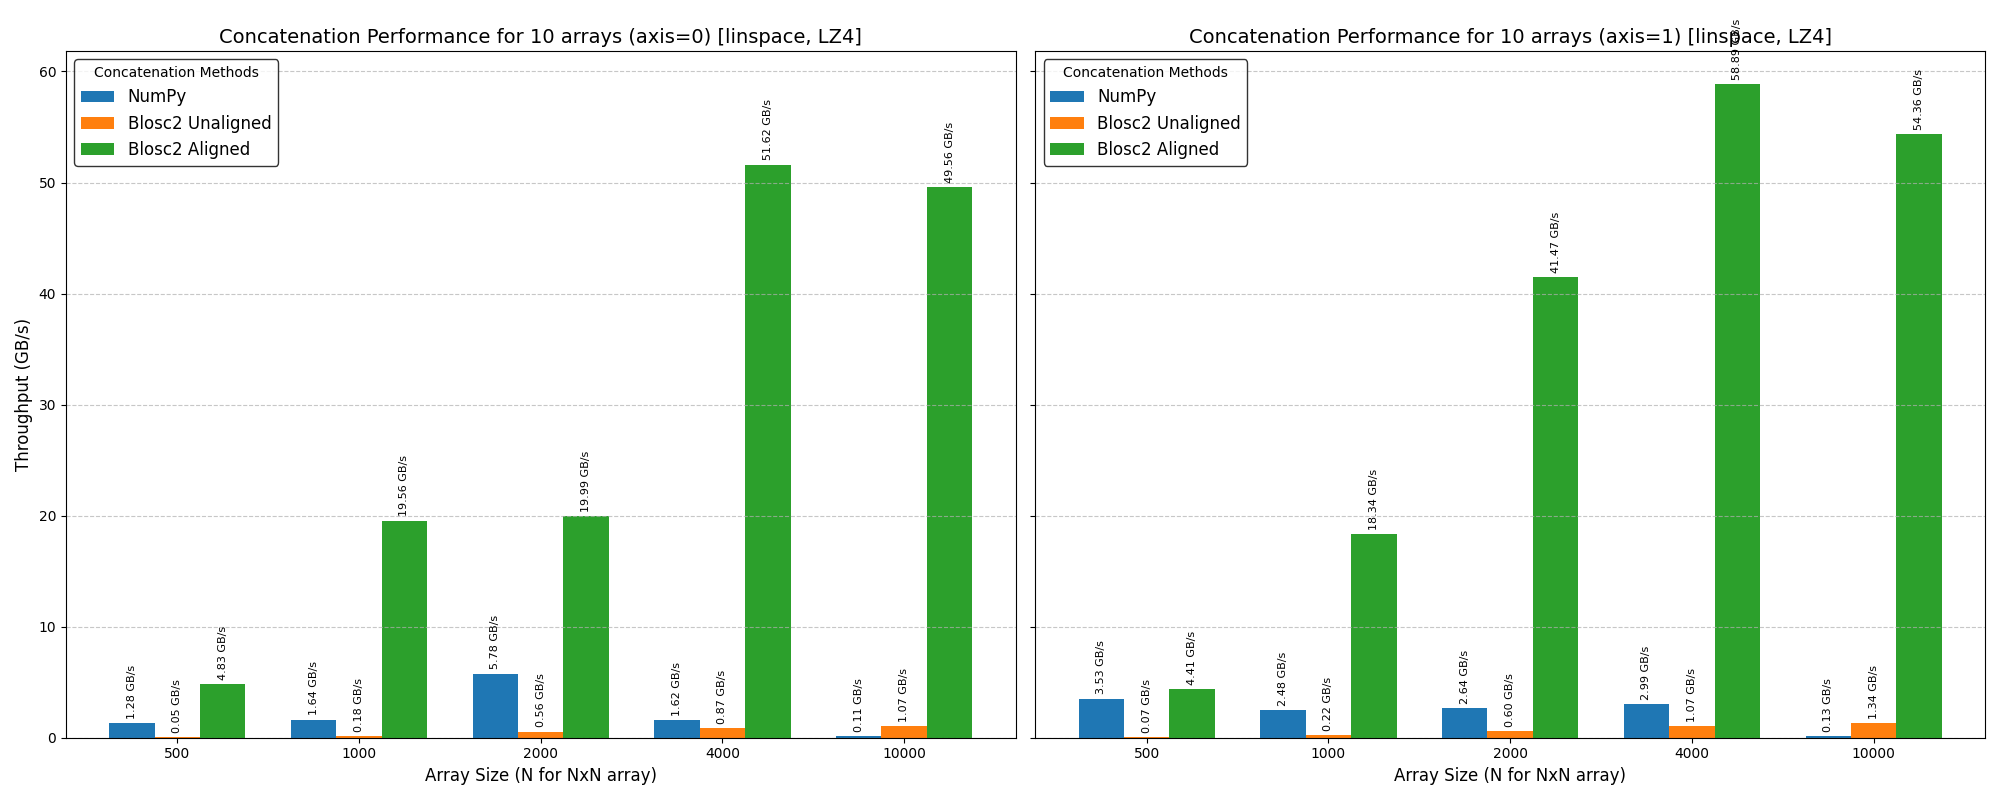 Concatenation Performance for 10 arrays (axis=0) [linspace, LZ4]
Concatenation Methods
NumPy
Blosc2 Unaligned
Blosc2 Aligned
Throughput (GB/s)
60
50
40
30
20
10
0
1.28 GB/s
0.05 GB/s
4.83 GB/s
1.64 GB/s
0.18 GB/s
19.56 GB/s
5.78 GB/s
0.56 GB/s
19.99 GB/s
1.62 GB/s
0.87 GB/s
51.62 GB/s
0.11 GB/s
1.07 GB/s
49.56 GB/s
500
1000
2000
4000
10000
Array Size (N for NxN array)
Concatenation Performance for 10 arrays (axis=1) [linspace, LZ4]
Concatenation Methods
NumPy
Blosc2 Unaligned
Blosc2 Aligned
3.53 GB/s
0.07 GB/s
4.41 GB/s
2.48 GB/s
0.22 GB/s
18.34 GB/s
2.64 GB/s
0.60 GB/s
41.47 GB/s
2.99 GB/s
1.07 GB/s
58.89 GB/s
0.13 GB/s
1.34 GB/s
54.36 GB/s
500
1000
2000
4000
10000
Array Size (N for NxN array)